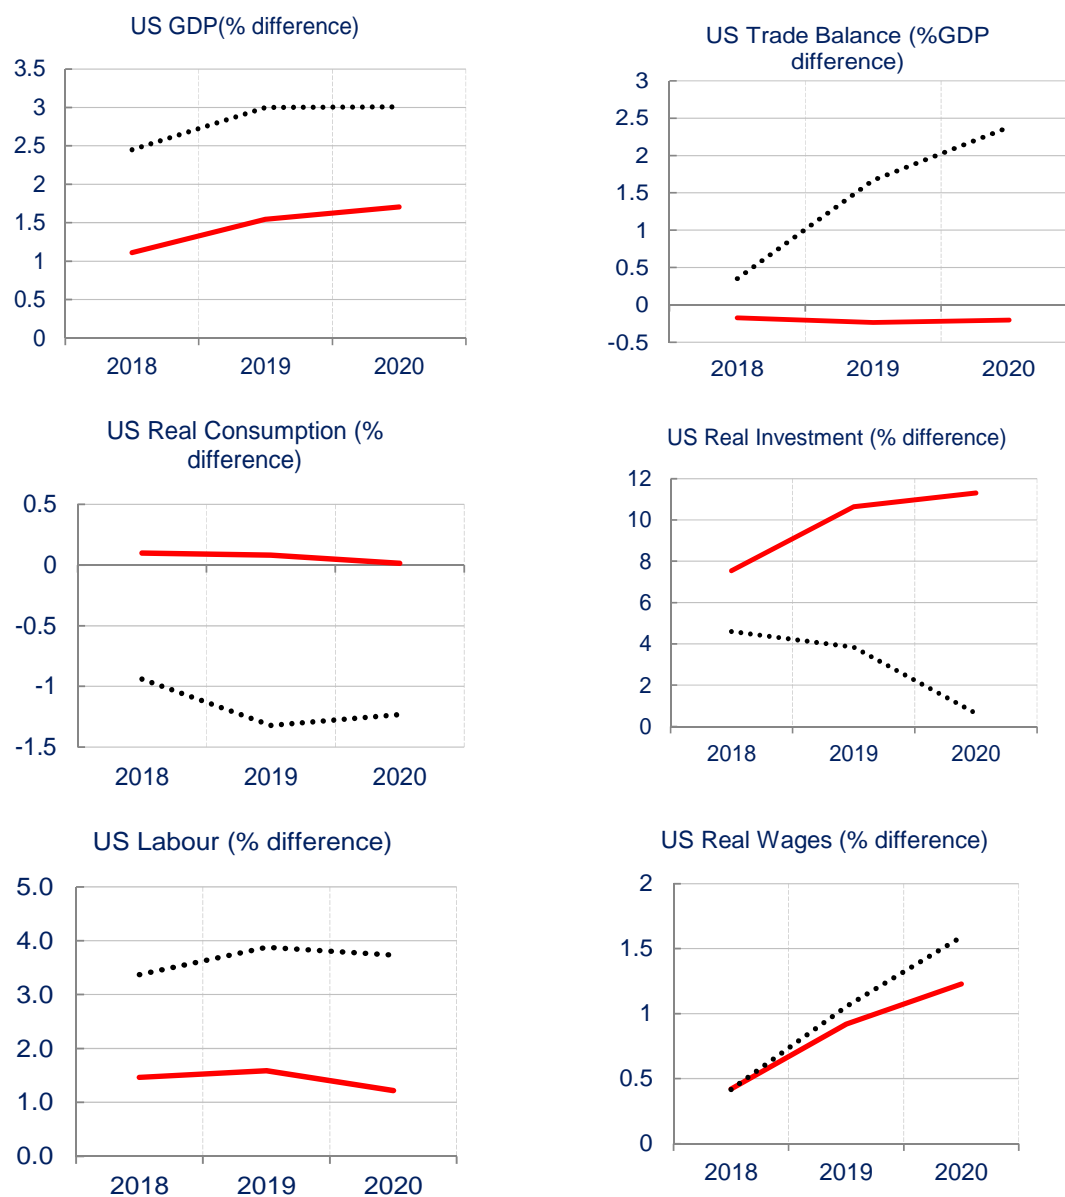 US GDP(% difference)
3.5
3
2.5
2
1.5
1
0.5
0
2018 2019 2020
US Trade Balance (%GDP
difference)
3
2.5
2
1.5
1
0.5
0
-0.5
2018 2019 2020
US Real Consumption (%
difference)
0.5
0
-0.5
-1
-1.5
2018 2019 2020
US Real Investment (% difference)
12
10
8
6
4
2
0
2018 2019 2020
US Labour (% difference)
5.0
4.0
3.0
2.0
1.0
0.0
2018 2019 2020
US Real Wages (% difference)
2
1.5
1
0.5
0
2018 2019 2020